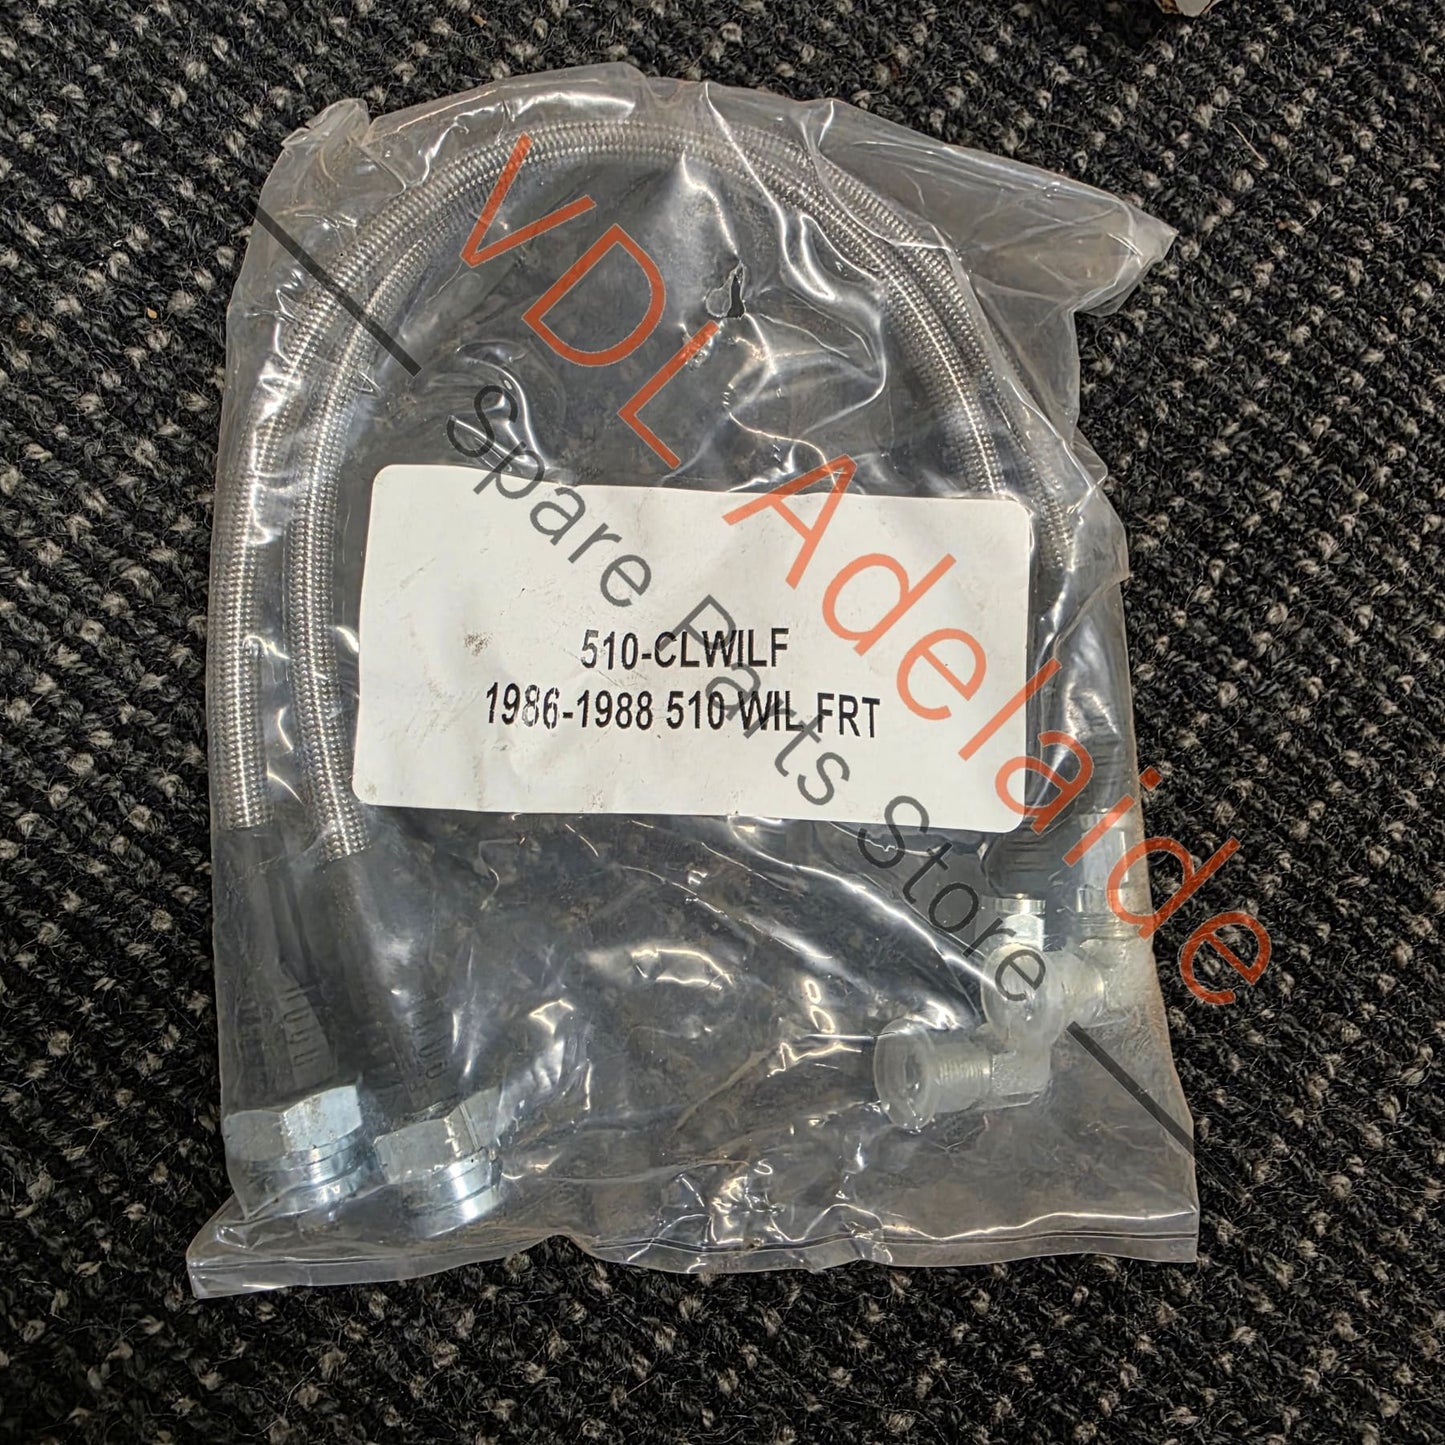 VDL Adelaide
Spare Parts Store
510-CLWILF
1986-1988 510 WIL FRT